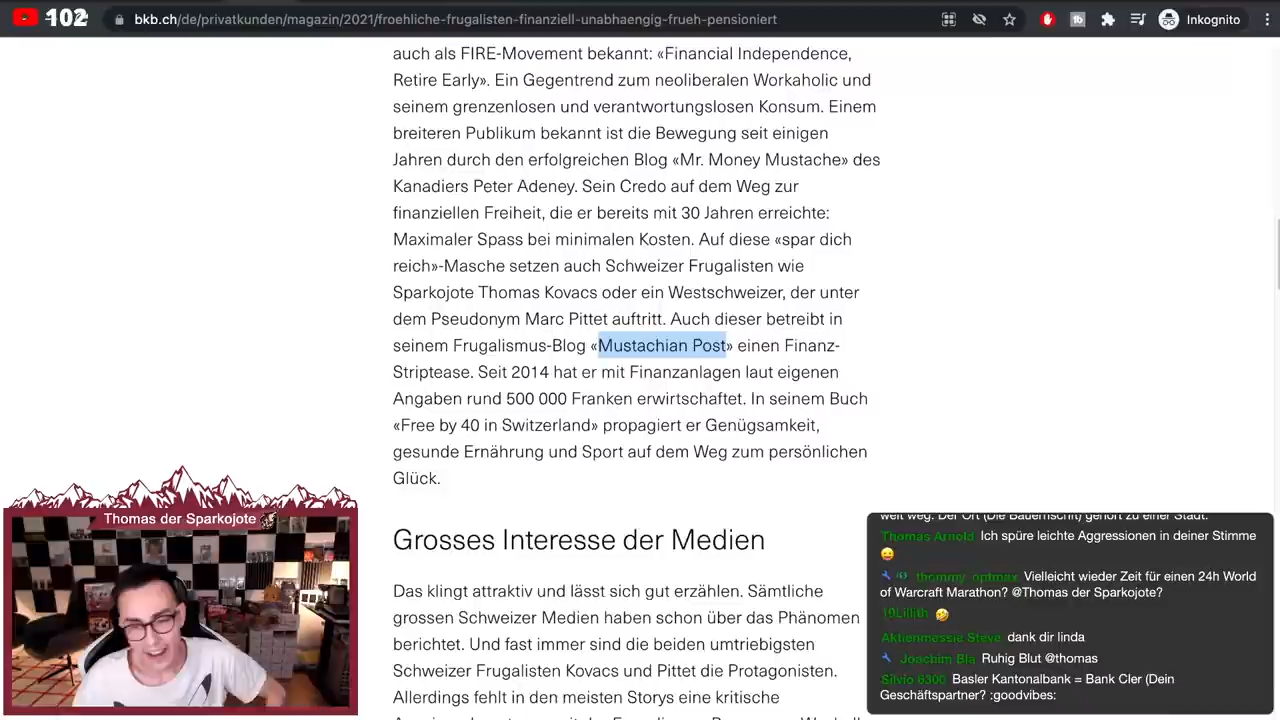 102
bkb.ch/de/privatkunden/magazin/2021/froehliche-frugalisten-finanziell-unabhaengig-frueh-pensioniert
Inkognito
auch als FIRE-Movement bekannt: «Financial Independence,
Retire Early». Ein Gegentrend zum neoliberalen Workaholic und
seinem grenzenlosen und verantwortungslosen Konsum. Einem
breiteren Publikum bekannt ist die Bewegung seit einigen
Jahren durch den erfolgreichen Blog «Mr. Money Mustache» des
Kanadiers Peter Adeney. Sein Credo auf dem Weg zur
finanziellen Freiheit, die er bereits mit 30 Jahren erreichte:
Maximaler Spass bei minimalen Kosten. Auf diese «spar dich
reich»-Masche setzen auch Schweizer Frugalisten wie
Sparkojote Thomas Kovacs oder ein Westschweizer, der unter
dem Pseudonym Marc Pittet auftritt. Auch dieser betreibt in
seinem Frugalismus-Blog «Mustachian Post» einen Finanz-
Striptease. Seit 2014 hat er mit Finanzanlagen laut eigenen
Angaben rund 500 000 Franken erwirtschaftet. In seinem Buch
«Free by 40 in Switzerland» propagiert er Genügsamkeit,
gesunde Ernährung und Sport auf dem Weg zum persönlichen
Glück.
Grosses Interesse der Medien
Das klingt attraktiv und lässt sich gut erzählen. Sämtliche
grossen Schweizer Medien haben schon über das Phänomen
berichtet. Und fast immer sind die beiden umtriebigsten
Schweizer Frugalisten Kovacs und Pittet die Protagonisten.
Allerdings fehlt in den meisten Storys eine kritische
Thomas der Sparkojote
weit weg. Der Ort (Die Bauernschft) gehört zu einer Stadt.
Thomas Arnold Ich spüre leichte Aggressionen in deiner Stimme
thommy_optmax Vielleicht wieder Zeit für einen 24h World
of Warcraft Marathon? @Thomas der Sparkojote?
19Lillith
Aktienmessie Steve dank dir linda
Joachim Bla Ruhig Blut @thomas
Silvio 6300 Basler Kantonalbank = Bank Cler (Dein
Geschäftspartner? :goodvibes: